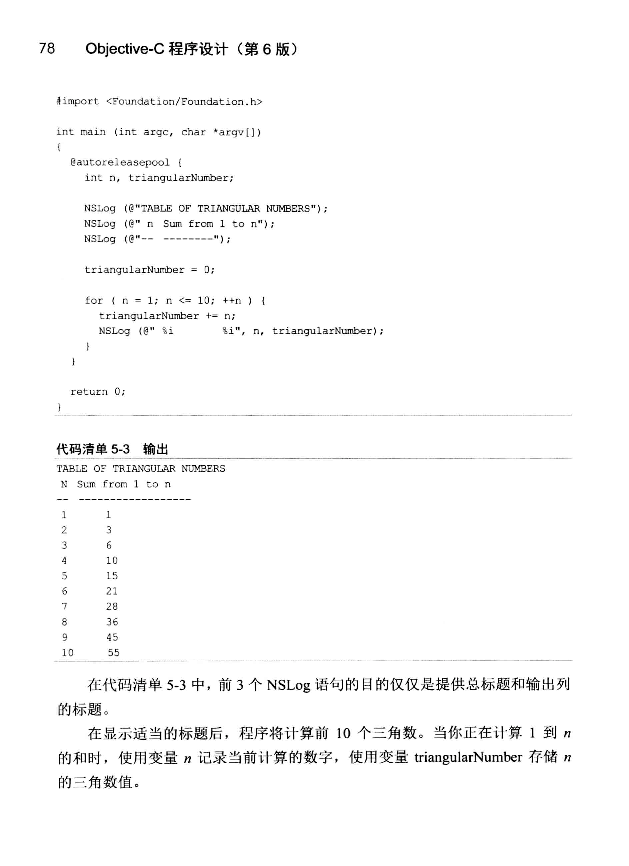 78 Objective-C 程序设计（第 6 版）
#import <Foundation/Foundation.h>
int main (int argc, char *argv[])
{
@autoreleasepool {
int n, triangularNumber;
NSLog (@"TABLE OF TRIANGULAR NUMBERS");
NSLog (@" n Sum from 1 to n");
NSLog (@"-- --------");
triangularNumber = 0;
for ( n = 1; n <= 10; ++n ) {
triangularNumber += n;
NSLog (@" %i %i", n, triangularNumber);
}
}
return 0;
}
代码清单 5-3 输出
TABLE OF TRIANGULAR NUMBERS
N Sum from 1 to n
-- ------------------
1 1
2 3
3 6
4 10
5 15
6 21
7 28
8 36
9 45
10 55
在代码清单 5-3 中，前 3 个 NSLog 语句的目的仅仅是提供总标题和输出列
的标题。
在显示适当的标题后，程序将计算前 10 个三角数。当你正在计算 1 到 n
的和时，使用变量 n 记录当前计算的数字，使用变量 triangularNumber 存储 n
的三角数值。